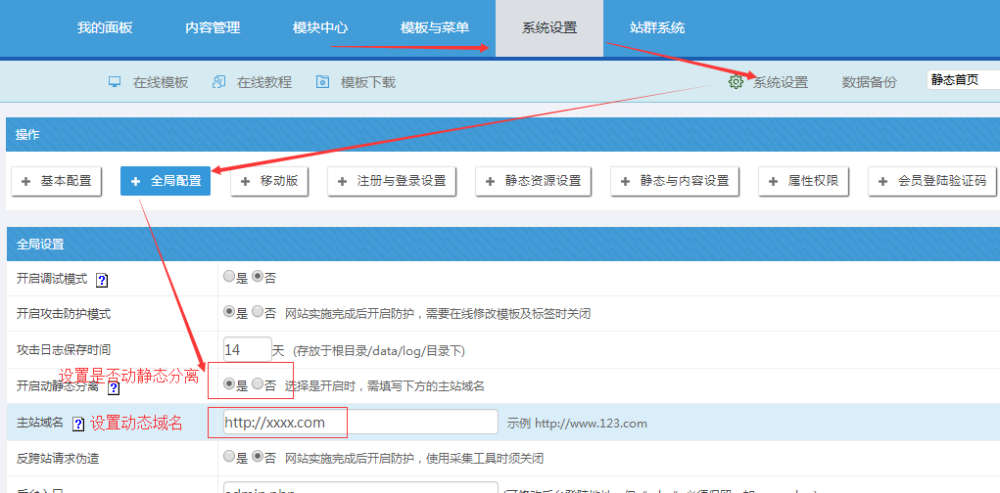 我的面板 内容管理 模块中心 模板与菜单 系统设置 站群系统
在线模板 在线教程 模板下载 系统设置 数据备份 静态首页
操作
+ 基本配置 + 全局配置 + 移动版 + 注册与登录设置 + 静态资源设置 + 静态与内容设置 + 属性权限 + 会员登陆验证码
全局设置
开启调试模式 ? 是 否
开启攻击防护模式 是 否 网站实施完成后开启防护，需要在线修改模板及标签时关闭
攻击日志保存时间 14 天 (存放于根目录/data/log/目录下)
设置是否动静态分离
开启动静态分离 ? 是 否 选择是开启时，需填写下方的主站域名
主站域名 ? 设置动态域名 http://xxxx.com 示例 http://www.123.com
反跨站请求伪造 是 否 网站实施完成后开启防护，使用采集工具时须关闭